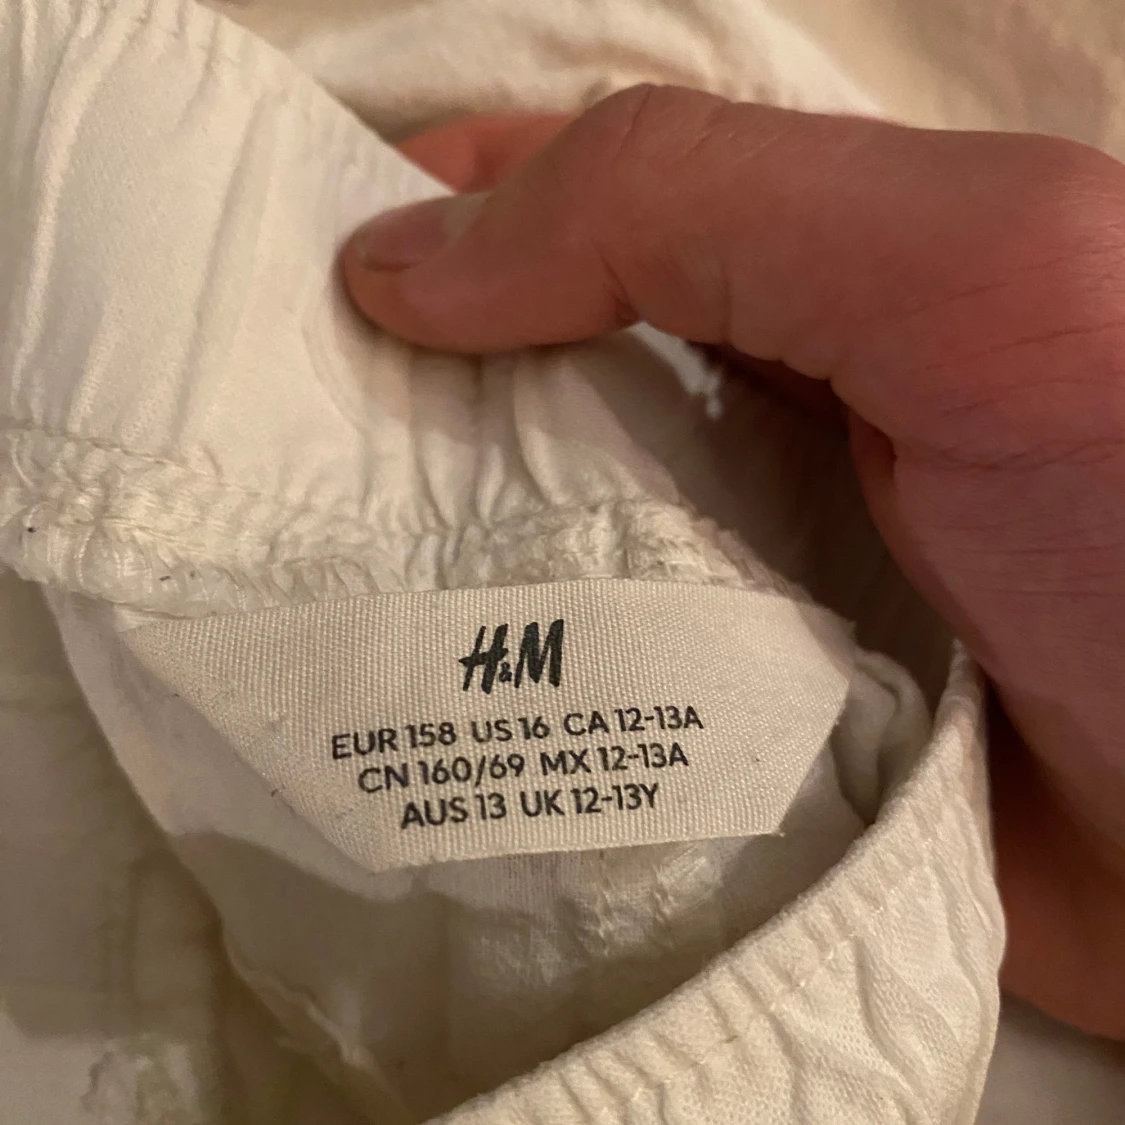 H&M
EUR 158 US 16 CA 12-13A
CN 160/69 MX 12-13A
AUS 13 UK 12-13Y